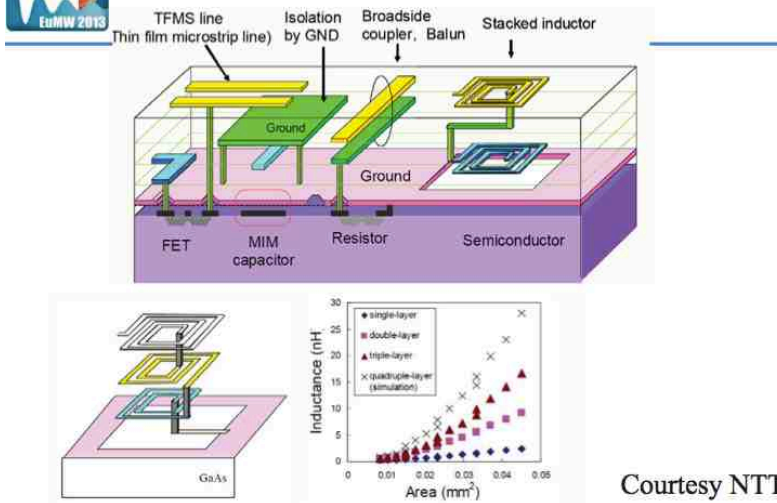 EuMW 2013
TFMS line
Thin film microstrip line)
Isolation
by GND
Broadside
coupler, Balun
Stacked inductor
Ground
Ground
FET
MIM
capacitor
Resistor
Semiconductor
GaAs
Inductance (nH)
30
25
20
15
10
5
0
single-layer
double-layer
triple-layer
quadruple-layer
(simulation)
0
0.01
0.02
0.03
0.04
0.05
Area (mm²)
Courtesy NTT